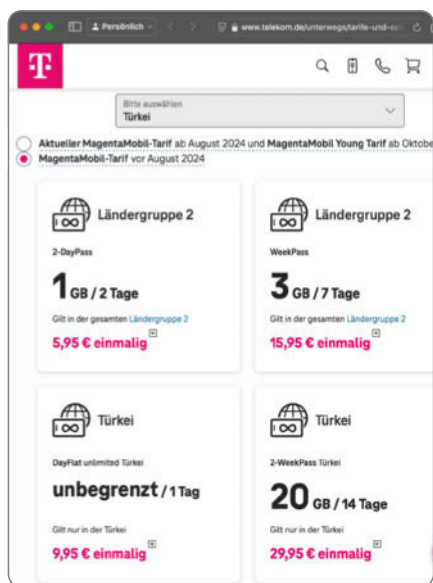 Persönlich
www.telekom.de/unterwegs/tarife-und-op
T
Bitte auswählen
Türkei
Aktueller MagentaMobil-Tarif ab August 2024 und MagentaMobil Young Tarif ab Oktobe
MagentaMobil-Tarif vor August 2024
Ländergruppe 2
2-DayPass
1 GB / 2 Tage
Gilt in der gesamten Ländergruppe 2
5,95 € einmalig
Ländergruppe 2
WeekPass
3 GB / 7 Tage
Gilt in der gesamten Ländergruppe 2
15,95 € einmalig
Türkei
DayFlat unlimited Türkei
unbegrenzt / 1 Tag
Gilt nur in der Türkei
9,95 € einmalig
Türkei
2-WeekPass Türkei
20 GB / 14 Tage
Gilt nur in der Türkei
29,95 € einmalig